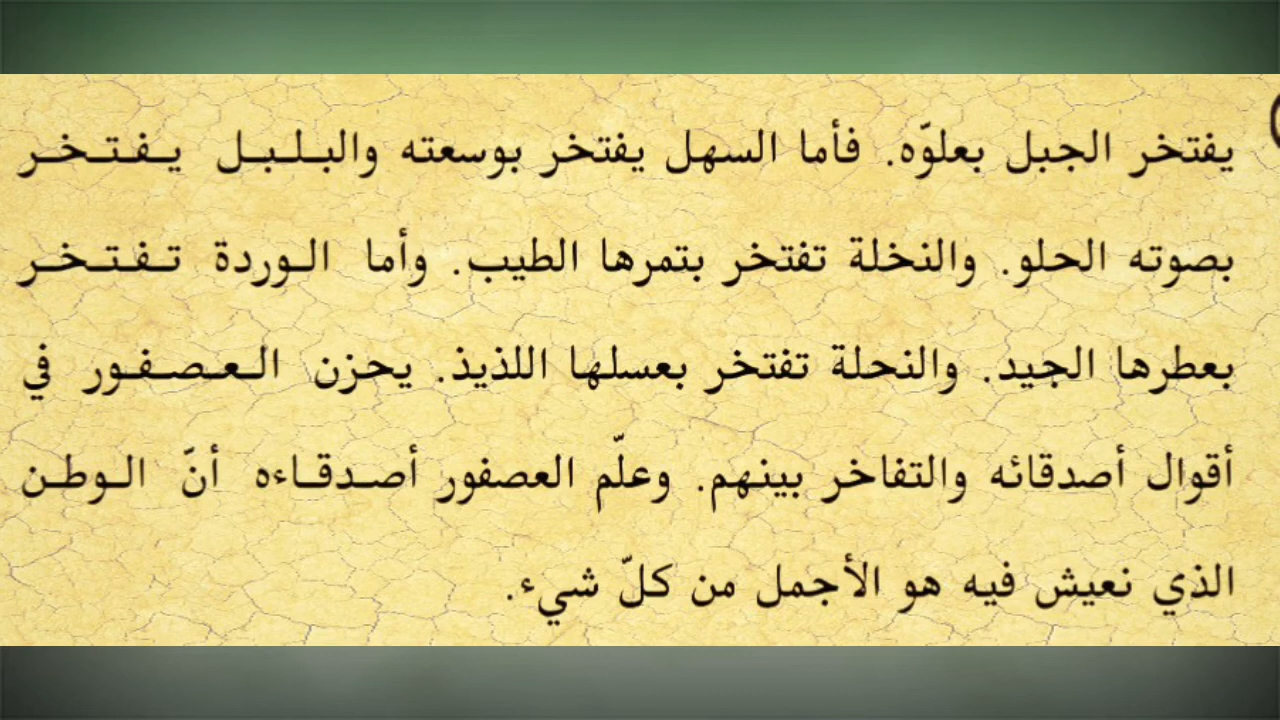 يفتخر الجبل بعلوّه. فأما السهل يفتخر بوسعته والبلبل يفتخر
بصوته الحلو. والنخلة تفتخر بتمرها الطيب. وأما الوردة تفتخر
بعطرها الجيد. والنحلة تفتخر بعسلها اللذيذ. يحزن العصفور في
أقوال أصدقائه والتفاخر بينهم. وعلّم العصفور أصدقاءه أنّ الوطن
الذي نعيش فيه هو الأجمل من كلّ شيء.